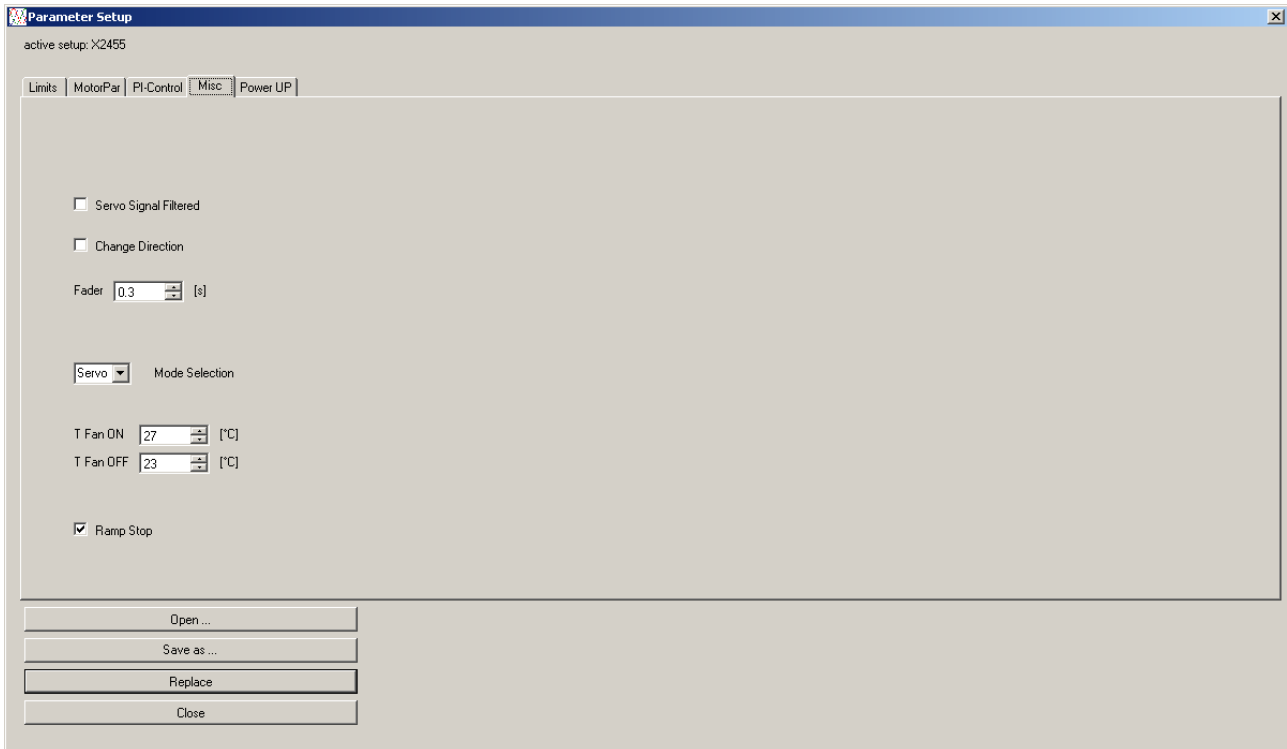 Parameter Setup
active setup: X2455
Limits MotorPar PI-Control Misc Power UP
Servo Signal Filtered
Change Direction
Fader 0.3 [s]
Servo Mode Selection
T Fan ON 27 [°C]
T Fan OFF 23 [°C]
Ramp Stop
Open ...
Save as ...
Replace
Close